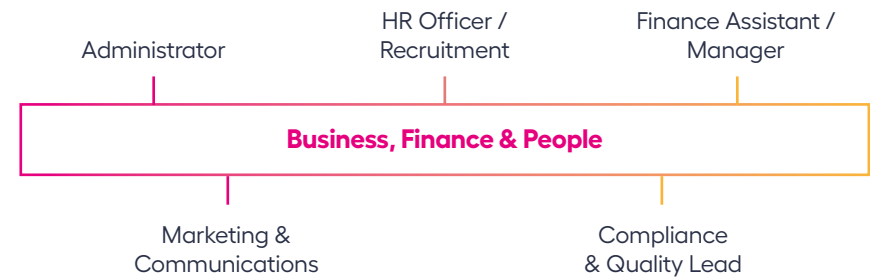 Administrator
HR Officer /
Recruitment
Finance Assistant /
Manager
Business, Finance & People
Marketing &
Communications
Compliance
& Quality Lead